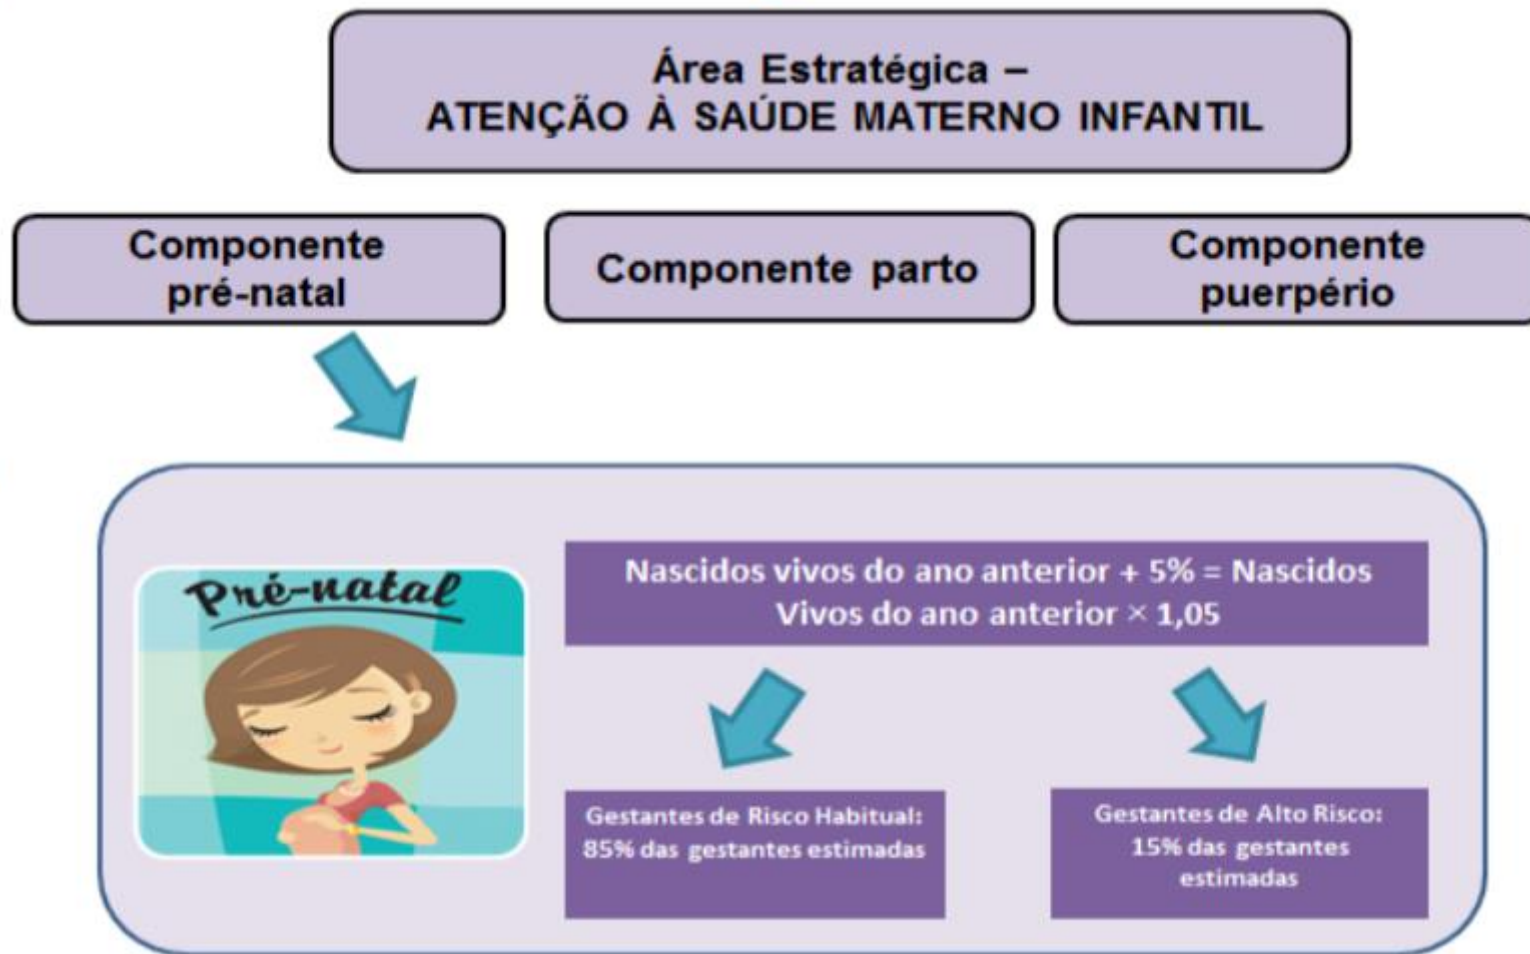 Área Estratégica –
ATENÇÃO À SAÚDE MATERNO INFANTIL
Componente
pré-natal
Componente parto
Componente
puerpério
Pré-natal
Nascidos vivos do ano anterior + 5% = Nascidos
Vivos do ano anterior × 1,05
Gestantes de Risco Habitual:
85% das gestantes estimadas
Gestantes de Alto Risco:
15% das gestantes
estimadas